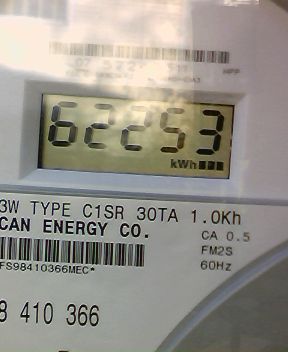 62253
kWh
3W TYPE C1SR 30TA 1.0Kh
CAN ENERGY CO.
CA 0.5
FM2S
60Hz
FS98410366MEC*
8 410 366